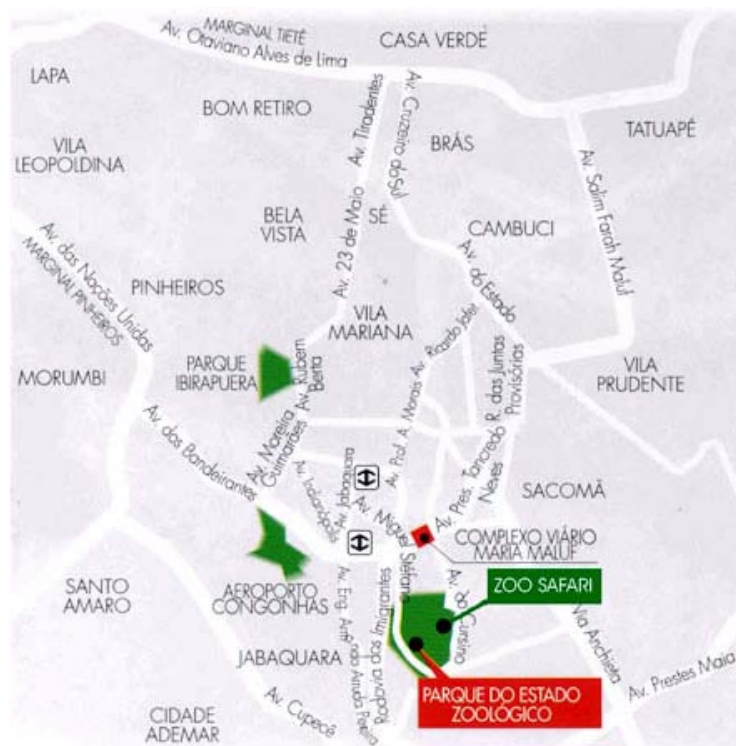 MARGINAL TIETÊ
Av. Otaviano Alves de Lima
CASA VERDE
LAPA
BOM RETIRO
Av. Tiradentes
Av. Cruzeiro do Sul
BRÁS
TATUAPÉ
VILA
LEOPOLDINA
Av. Salim Farah Maluf
BELA
VISTA
SÉ
CAMBUCI
Av. 23 de Maio
Av. do Estado
Av. das Nações Unidas
MARGINAL PINHEIROS
PINHEIROS
VILA
MARIANA
Av. Ricardo Jafet
PARQUE
IBIRAPUERA
Av. Rubem
Berta
R. das Juntas
Provisórias
VILA
PRUDENTE
MORUMBI
Av. dos Bandeirantes
Av. Moreira
Guimarães
Av. Prof. A. Morais
Av. Pres. Tancredo
Neves
Av. Indianópolis
Av. Jabaquara
SACOMÃ
Av. Miguel Stéfano
COMPLEXO VIÁRIO
MARIA MALUF
ZOO SAFARI
SANTO
AMARO
AEROPORTO
CONGONHAS
Av. Eng. Arm
ando Arruda Pereira
Rodovia dos Imigrantes
Av. do Cursino
Via Anchieta
JABAQUARA
PARQUE DO ESTADO
ZOOLÓGICO
Av. Prestes Maia
Av. Cupecê
CIDADE
ADEMAR